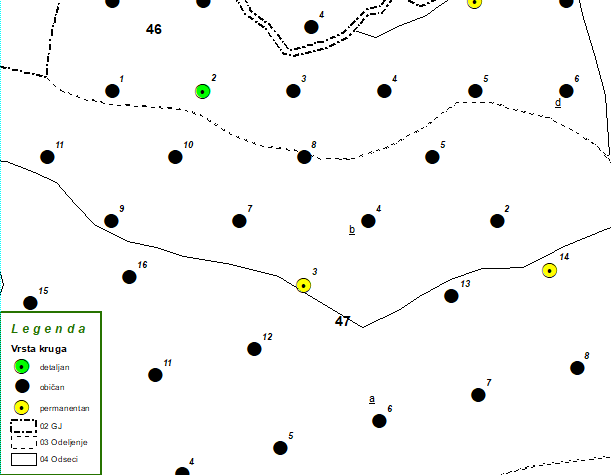 4
46
1
2
3
4
5
6
d
11
10
8
5
9
7
4
2
b
16
3
14
13
15
47
12
11
8
7
a
6
5
4
Legenda
Vrsta kruga
detaljan
običan
permanentan
02 GJ
03 Odeljenje
04 Odseci